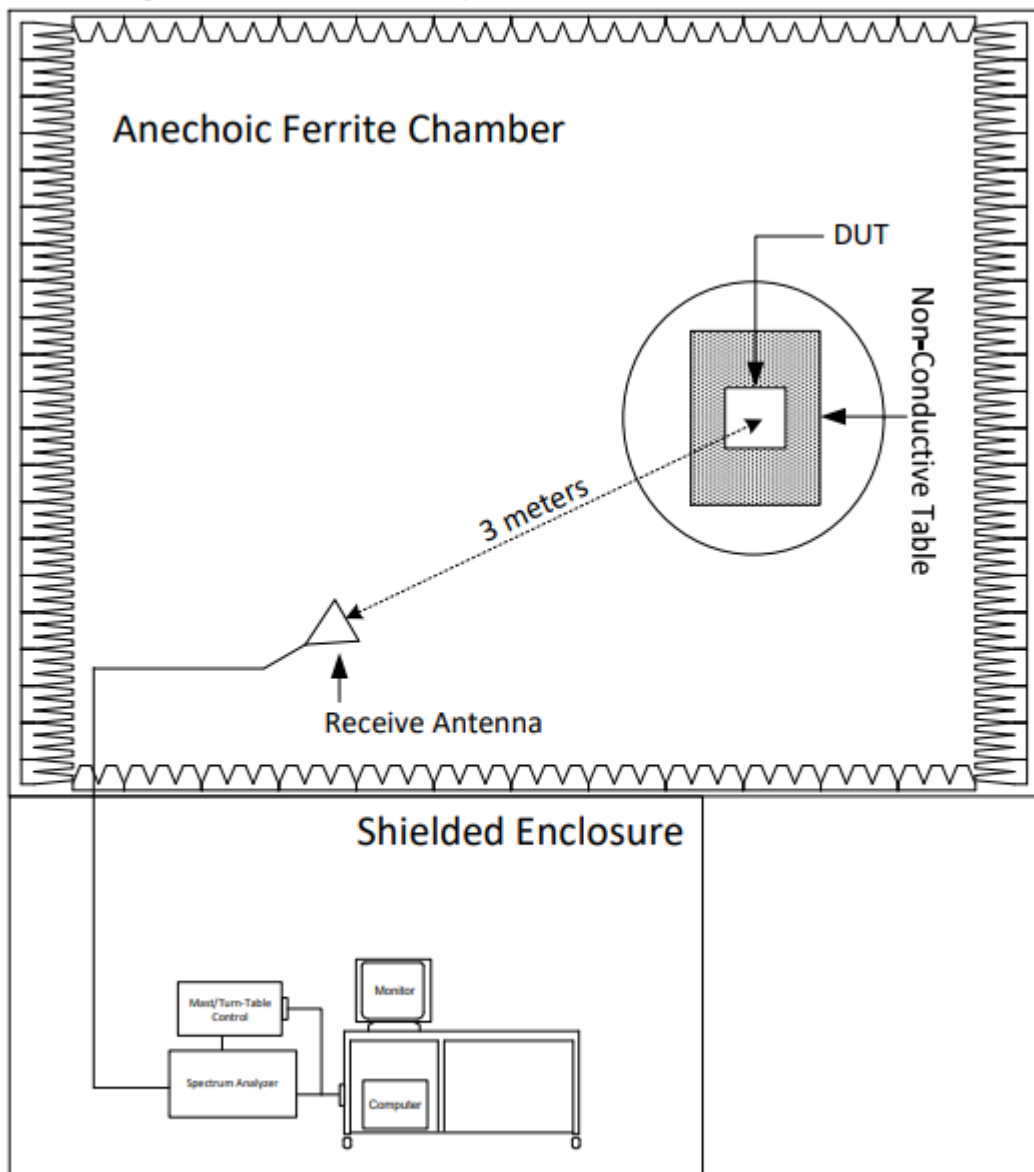 Anechoic Ferrite Chamber
DUT
Non-Conductive Table
3 meters
Receive Antenna
Shielded Enclosure
Monitor
Mast/Turn-Table
Control
Spectrum Analyzer
Computer